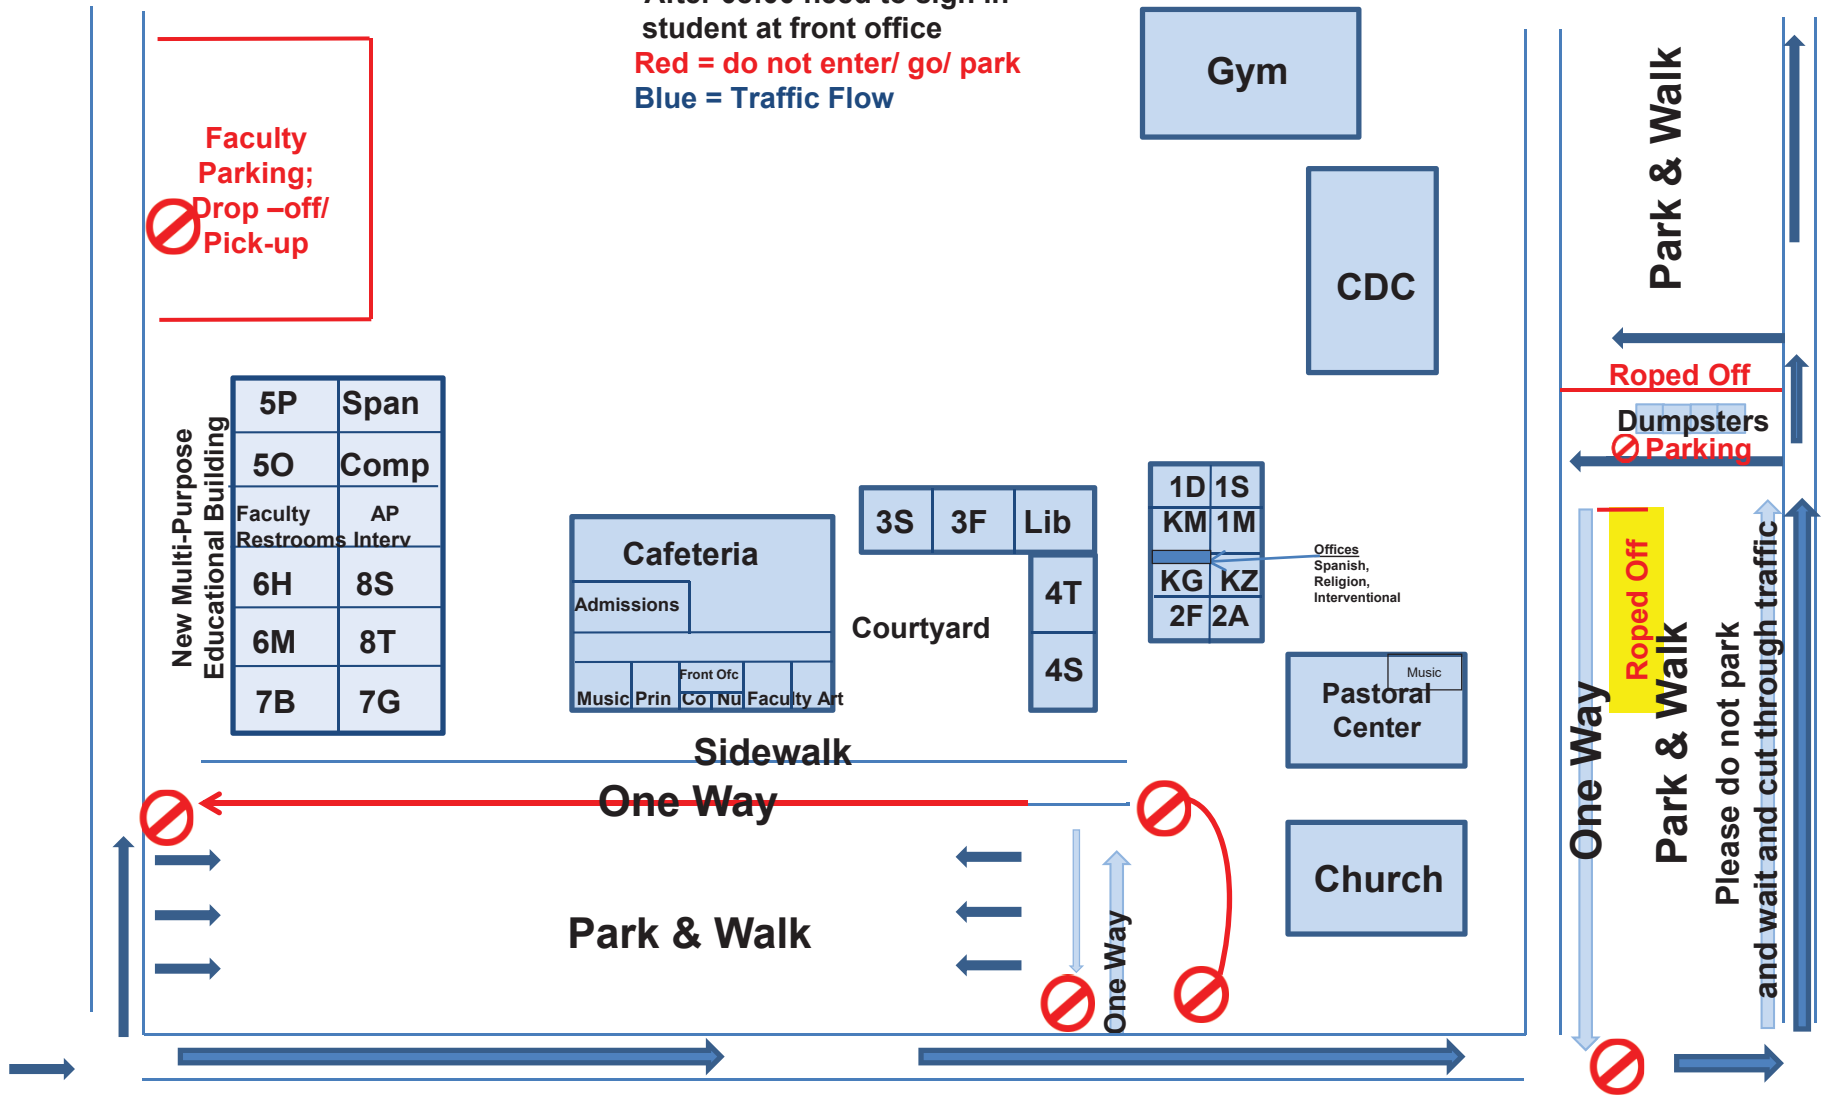 student at front office
Red = do not enter/ go/ park
Blue = Traffic Flow
Gym
Park & Walk
Faculty
Parking;
Drop –off/
Pick-up
CDC
Roped Off
Dumpsters
Parking
New Multi-Purpose
Educational Building
5P Span
5O Comp
Faculty AP
Restrooms Interv
6H 8S
6M 8T
7B 7G
Cafeteria
Admissions
Front Ofc
Music Prin Co Nu Faculty Art
3S 3F Lib
4T
4S
Courtyard
1D 1S
KM 1M
KG KZ
2F 2A
Offices
Spanish,
Religion,
Interventional
Music
Pastoral
Center
Church
Sidewalk
One Way
Park & Walk
One Way
One Way
Roped Off
Park & Walk
Please do not park
and wait and cut through traffic